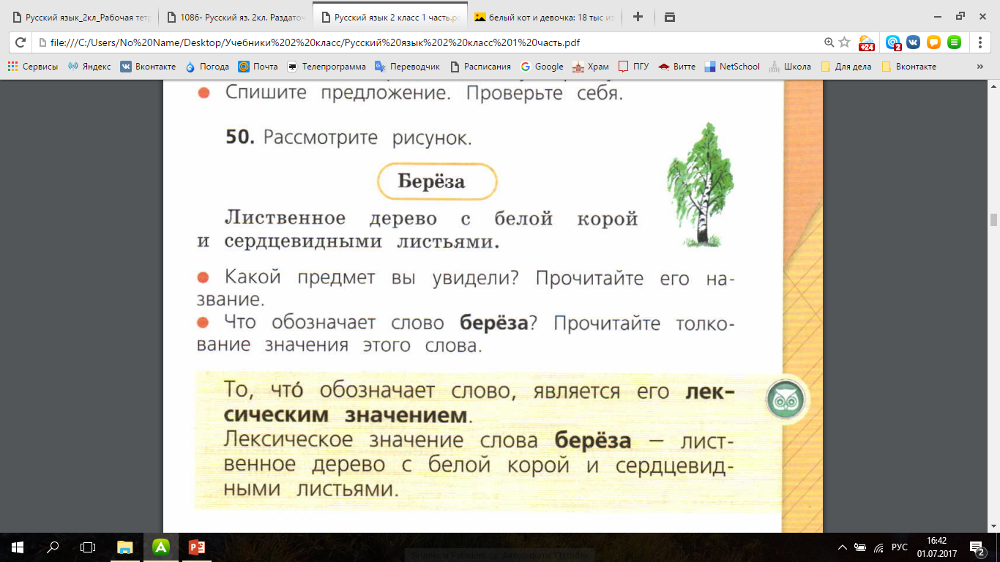 Русский язык_2кл_Рабочая тетр
1086- Русский яз. 2кл. Раздаточ
Русский язык 2 класс 1 часть.pd
белый кот и девочка: 18 тыс из
file:///C:/Users/No%20Name/Desktop/Учебники%202%20класс/Русский%20язык%202%20класс%201%20часть.pdf
+24
2
Сервисы Яндекс Вконтакте Погода Почта Телепрограмма Переводчик Расписания Google Храм ПГУ Витте NetSchool Школа Для дела Вконтакте »
Спишите предложение. Проверьте себя.
50. Рассмотрите рисунок.
Берёза
Лиственное дерево с белой корой
и сердцевидными листьями.
Какой предмет вы увидели? Прочитайте его на-
звание.
Что обозначает слово берёза? Прочитайте толко-
вание значения этого слова.
То, что́ обозначает слово, является его лек-
сическим значением.
Лексическое значение слова берёза – лист-
венное дерево с белой корой и сердцевид-
ными листьями.
РУС
16:42
01.07.2017
2